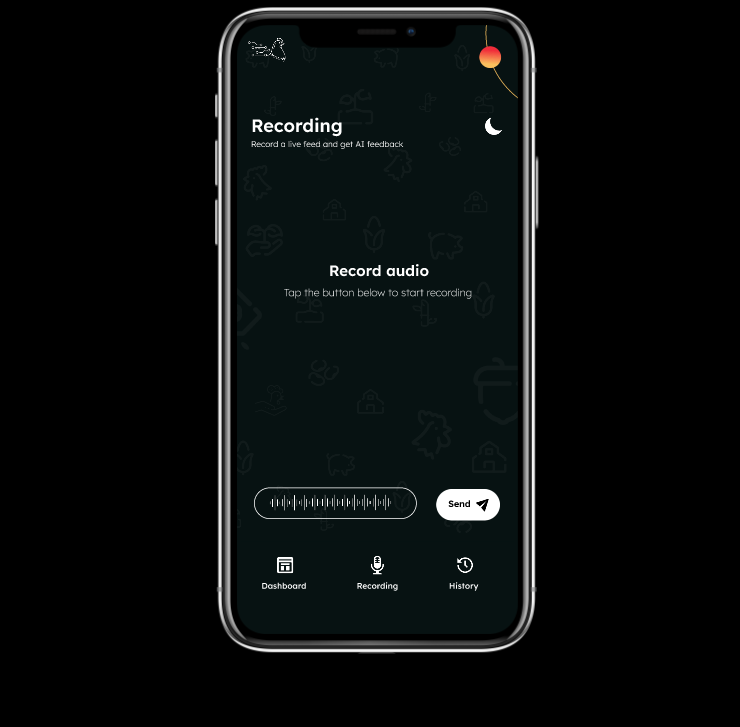 Recording
Record a live feed and get AI feedback
Record audio
Tap the button below to start recording
Send
Dashboard
Recording
History